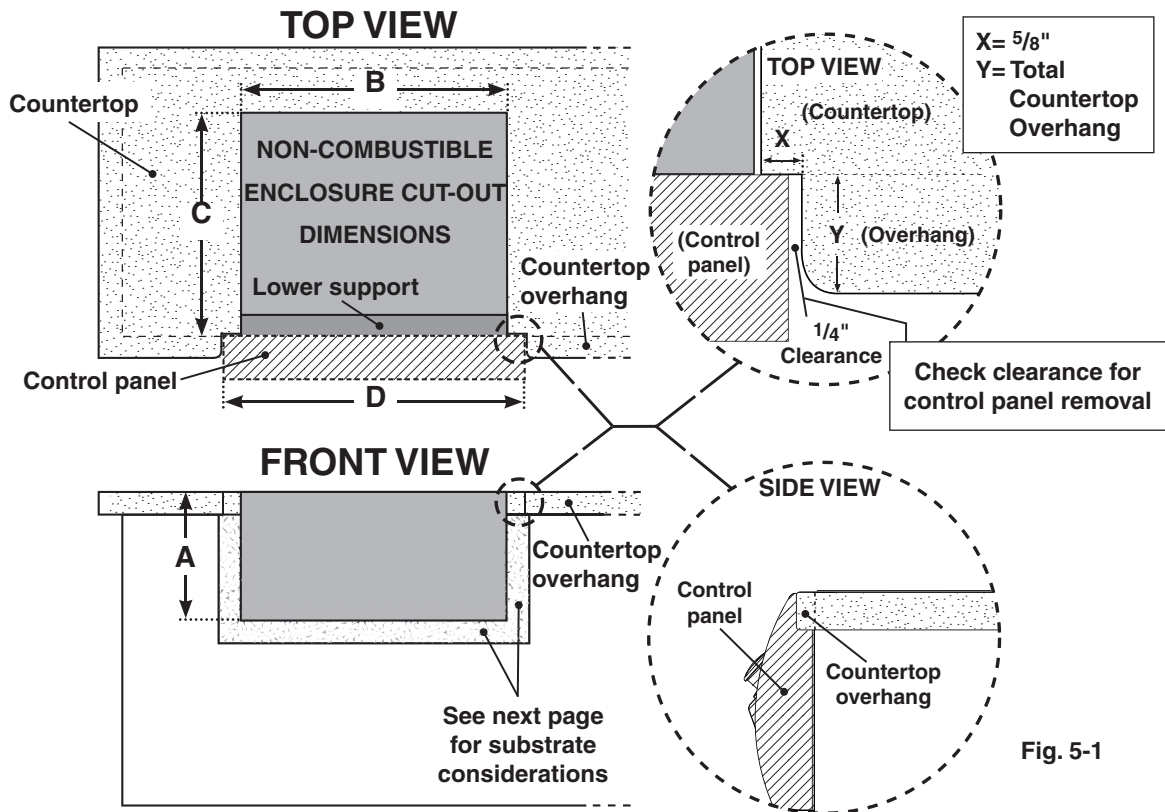 TOP VIEW
Countertop
B
NON-COMBUSTIBLE
ENCLOSURE CUT-OUT
DIMENSIONS
C
Lower support
Countertop
overhang
Control panel
D
TOP VIEW
(Countertop)
X
(Control
panel)
Y
(Overhang)
1/4"
Clearance
X= 5/8"
Y= Total
Countertop
Overhang
Check clearance for
control panel removal
FRONT VIEW
A
Countertop
overhang
See next page
for substrate
considerations
SIDE VIEW
Control
panel
Countertop
overhang
Fig. 5-1